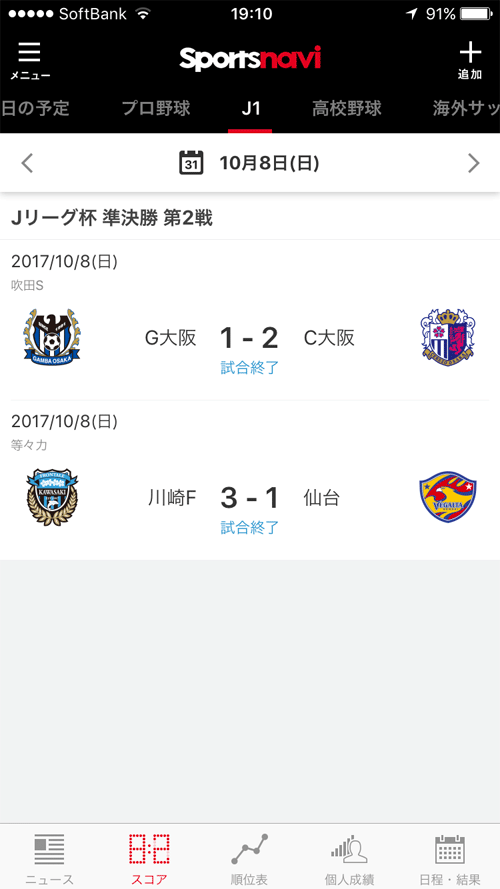 SoftBank 19:10 91%
メニュー Sportsnavi 追加
日の予定 プロ野球 J1 高校野球 海外サッ
31 10月8日(日)
Jリーグ杯 準決勝 第2戦
2017/10/8(日)
吹田S
GAMBA OSAKA
G大阪 1 - 2 C大阪
試合終了
2017/10/8(日)
等々力
FRONTALE
KAWASAKI
VEGALTA
川崎F 3 - 1 仙台
試合終了
ニュース スコア 順位表 個人成績 日程・結果